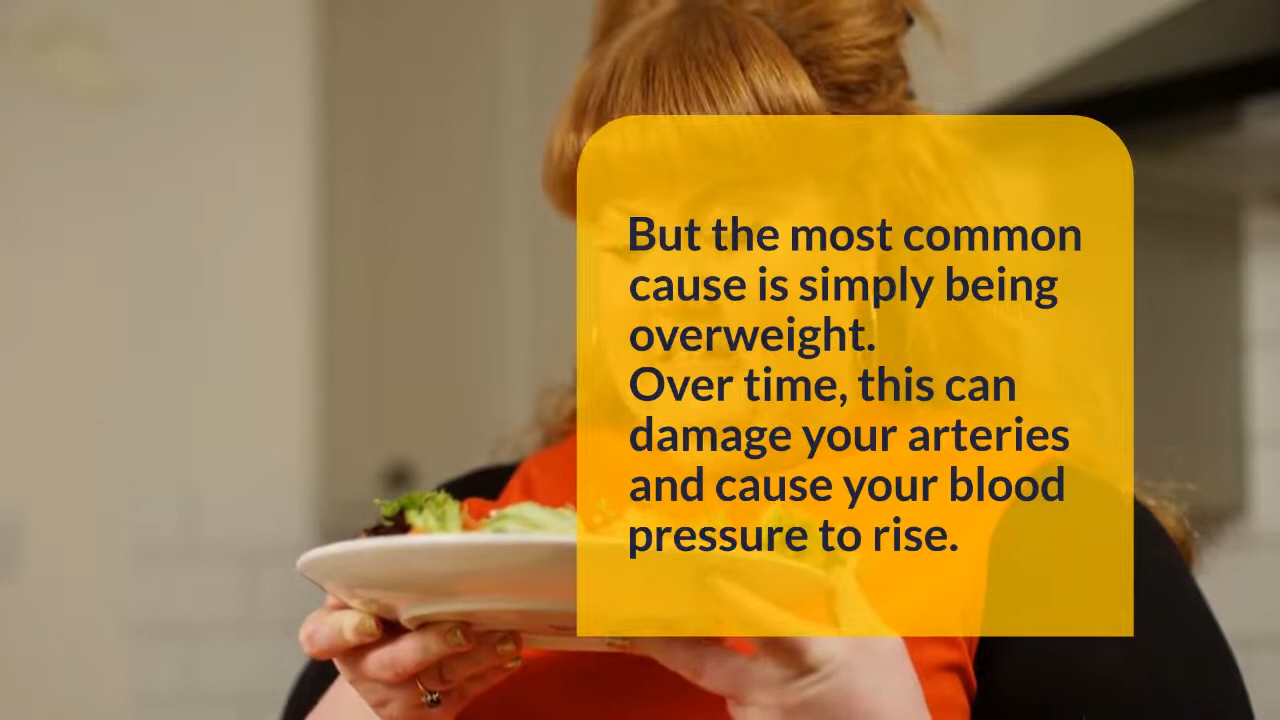 But the most common
cause is simply being
overweight.
Over time, this can
damage your arteries
and cause your blood
pressure to rise.